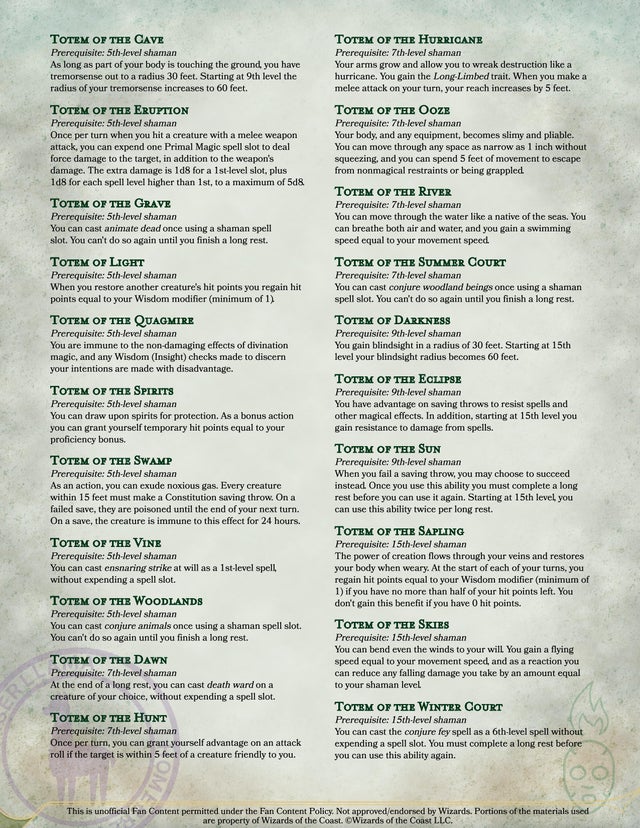 Totem of the Cave
Prerequisite: 5th-level shaman
As long as part of your body is touching the ground, you have
tremorsense out to a radius 30 feet. Starting at 9th level the
radius of your tremorsense increases to 60 feet.
Totem of the Eruption
Prerequisite: 5th-level shaman
Once per turn when you hit a creature with a melee weapon
attack, you can expend one Primal Magic spell slot to deal
force damage to the target, in addition to the weapon's
damage. The extra damage is 1d8 for a 1st-level slot, plus
1d8 for each spell level higher than 1st, to a maximum of 5d8.
Totem of the Grave
Prerequisite: 5th-level shaman
You can cast animate dead once using a shaman spell
slot. You can't do so again until you finish a long rest.
Totem of Light
Prerequisite: 5th-level shaman
When you restore another creature's hit points you regain hit
points equal to your Wisdom modifier (minimum of 1).
Totem of the Quagmire
Prerequisite: 5th-level shaman
You are immune to the non-damaging effects of divination
magic, and any Wisdom (Insight) checks made to discern
your intentions are made with disadvantage.
Totem of the Spirits
Prerequisite: 5th-level shaman
You can draw upon spirits for protection. As a bonus action
you can grant yourself temporary hit points equal to your
proficiency bonus.
Totem of the Swamp
Prerequisite: 5th-level shaman
As an action, you can exude noxious gas. Every creature
within 15 feet must make a Constitution saving throw. On a
failed save, they are poisoned until the end of your next turn.
On a save, the creature is immune to this effect for 24 hours.
Totem of the Vine
Prerequisite: 5th-level shaman
You can cast ensnaring strike at will as a 1st-level spell,
without expending a spell slot.
Totem of the Woodlands
Prerequisite: 5th-level shaman
You can cast conjure animals once using a shaman spell slot.
You can't do so again until you finish a long rest.
Totem of the Dawn
Prerequisite: 7th-level shaman
At the end of a long rest, you can cast death ward on a
creature of your choice, without expending a spell slot.
Totem of the Hunt
Prerequisite: 7th-level shaman
Once per turn, you can grant yourself advantage on an attack
roll if the target is within 5 feet of a creature friendly to you.
Totem of the Hurricane
Prerequisite: 7th-level shaman
Your arms grow and allow you to wreak destruction like a
hurricane. You gain the Long-Limbed trait. When you make a
melee attack on your turn, your reach increases by 5 feet.
Totem of the Ooze
Prerequisite: 7th-level shaman
Your body, and any equipment, becomes slimy and pliable.
You can move through any space as narrow as 1 inch without
squeezing, and you can spend 5 feet of movement to escape
from nonmagical restraints or being grappled.
Totem of the River
Prerequisite: 7th-level shaman
You can move through the water like a native of the seas. You
can breathe both air and water, and you gain a swimming
speed equal to your movement speed.
Totem of the Summer Court
Prerequisite: 7th-level shaman
You can cast conjure woodland beings once using a shaman
spell slot. You can't do so again until you finish a long rest.
Totem of Darkness
Prerequisite: 9th-level shaman
You gain blindsight in a radius of 30 feet. Starting at 15th
level your blindsight radius becomes 60 feet.
Totem of the Eclipse
Prerequisite: 9th-level shaman
You have advantage on saving throws to resist spells and
other magical effects. In addition, starting at 15th level you
gain resistance to damage from spells.
Totem of the Sun
Prerequisite: 9th-level shaman
When you fail a saving throw, you may choose to succeed
instead. Once you use this ability you must complete a long
rest before you can use it again. Starting at 15th level, you
can use this ability twice per long rest.
Totem of the Sapling
Prerequisite: 15th-level shaman
The power of creation flows through your veins and restores
your body when weary. At the start of each of your turns, you
regain hit points equal to your Wisdom modifier (minimum of
1) if you have no more than half of your hit points left. You
don't gain this benefit if you have 0 hit points.
Totem of the Skies
Prerequisite: 15th-level shaman
You can bend even the winds to your will. You gain a flying
speed equal to your movement speed, and as a reaction you
can reduce any falling damage you take by an amount equal
to your shaman level.
Totem of the Winter Court
Prerequisite: 15th-level shaman
You can cast the conjure fey spell as a 6th-level spell without
expending a spell slot. You must complete a long rest before
you can use this ability again.
This is unofficial Fan Content permitted under the Fan Content Policy. Not approved/endorsed by Wizards. Portions of the materials used
are property of Wizards of the Coast. ©Wizards of the Coast LLC.